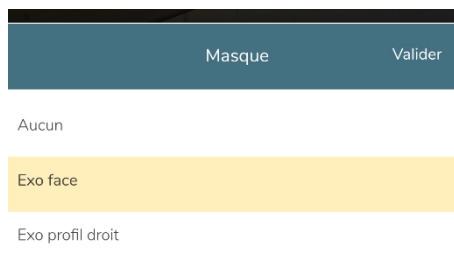 Masque
Valider
Aucun
Exo face
Exo profil droit